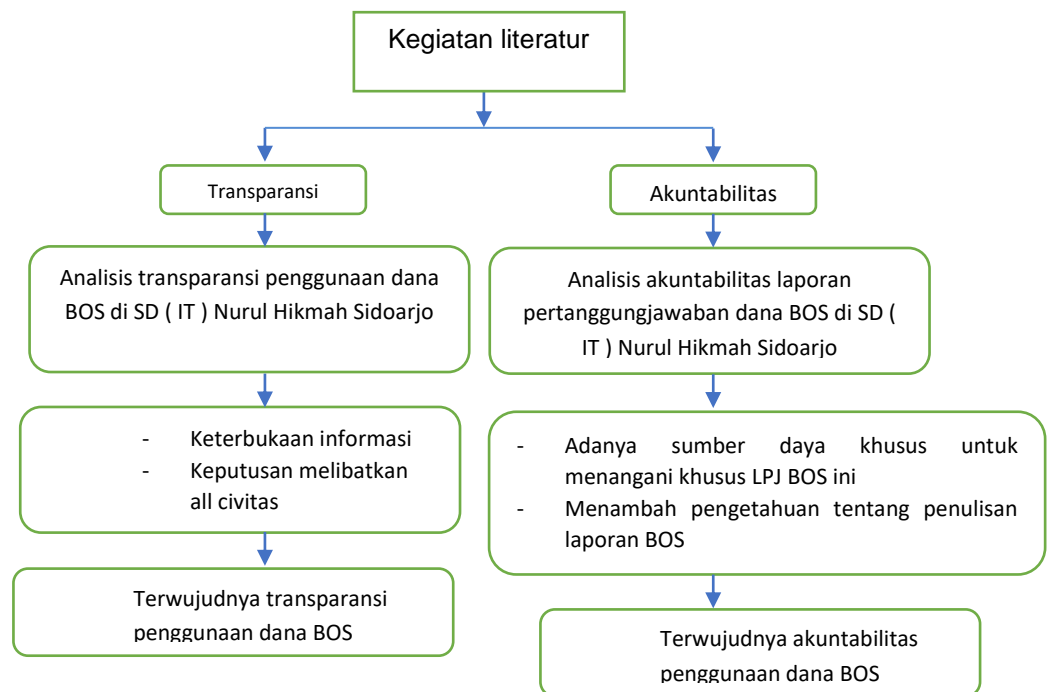 Kegiatan literatur
Transparansi
Akuntabilitas
Analisis transparansi penggunaan dana
BOS di SD ( IT ) Nurul Hikmah Sidoarjo
Analisis akuntabilitas laporan
pertanggungjawaban dana BOS di SD (
IT ) Nurul Hikmah Sidoarjo
- Keterbukaan informasi
- Keputusan melibatkan
all civitas
- Adanya sumber daya khusus untuk
menangani khusus LPJ BOS ini
- Menambah pengetahuan tentang penulisan
laporan BOS
Terwujudnya transparansi
penggunaan dana BOS
Terwujudnya akuntabilitas
penggunaan dana BOS